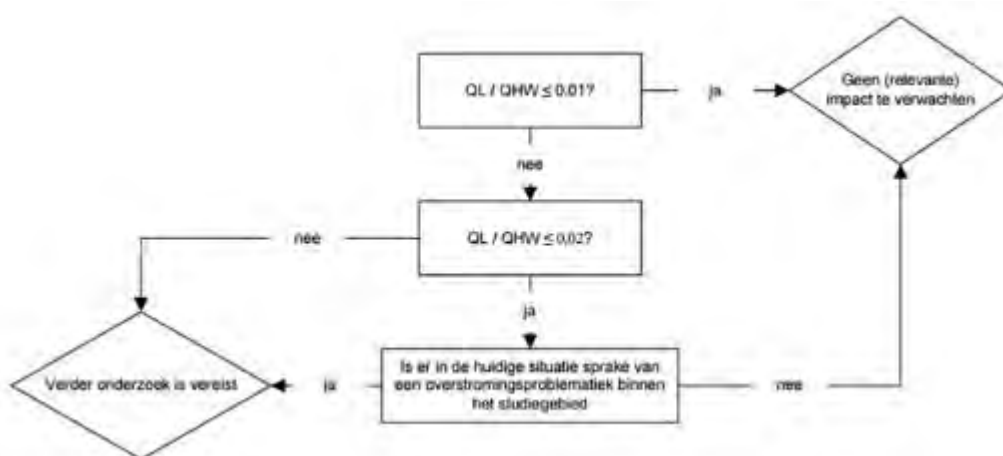 QL / QHW ≤ 0.01?
ja
Geen (relevante)
impact te verwachten
nee
QL / QHW ≤ 0,02?
nee
ja
Verder onderzoek is vereist
ja
Is er in de huidige situatie sprake van
een overstromingsproblematiek binnen
het studiegebied
nee